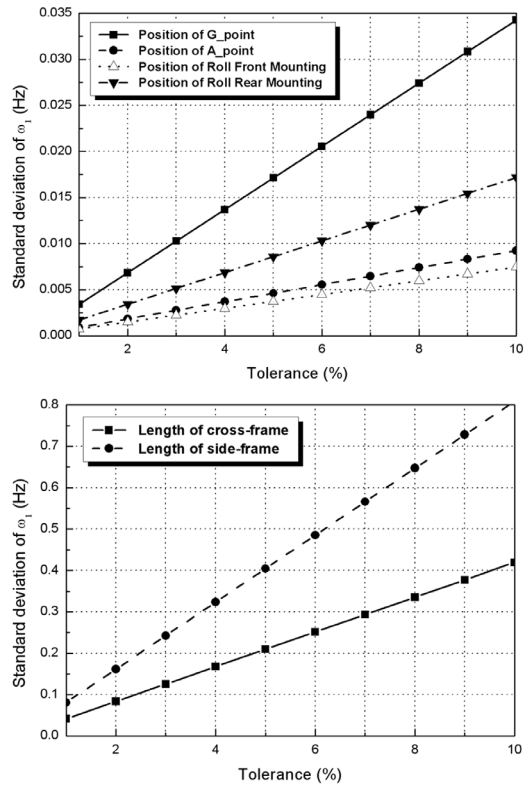 0.035
0.030
0.025
0.020
0.015
0.010
0.005
0.000
Standard deviation of ω₁ (Hz)
Position of G_point
Position of A_point
Position of Roll Front Mounting
Position of Roll Rear Mounting
2 4 6 8 10
Tolerance (%)
0.8
0.7
0.6
0.5
0.4
0.3
0.2
0.1
0.0
Standard deviation of ω₁ (Hz)
Length of cross-frame
Length of side-frame
2 4 6 8 10
Tolerance (%)